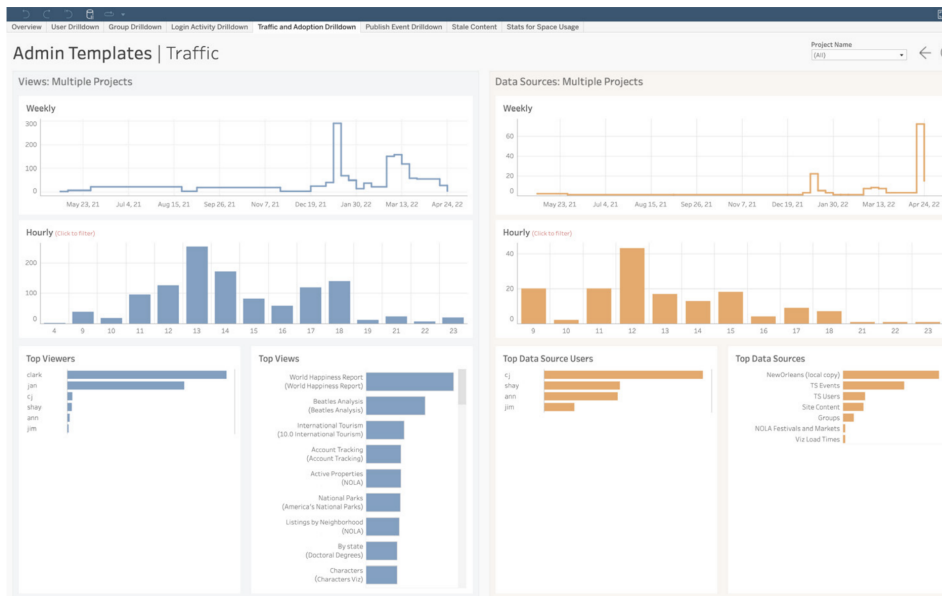 Overview User Drilldown Group Drilldown Login Activity Drilldown Traffic and Adoption Drilldown Publish Event Drilldown Stale Content Stats for Space Usage
Admin Templates | Traffic
Project Name
(All)
Views: Multiple Projects
Weekly
300
200
100
0
May 23, 21 Jul 4, 21 Aug 15, 21 Sep 26, 21 Nov 7, 21 Dec 19, 21 Jan 30, 22 Mar 13, 22 Apr 24, 22
Hourly (Click to filter)
200
100
0
4 9 10 11 12 13 14 15 16 17 18 19 21 22 23
Top Viewers
clark
jan
cj
shay
ann
jim
Top Views
World Happiness Report
(World Happiness Report)
Beatles Analysis
(Beatles Analysis)
International Tourism
(10.0 International Tourism)
Account Tracking
(Account Tracking)
Active Properties
(NOLA)
National Parks
(America's National Parks)
Listings by Neighborhood
(NOLA)
By state
(Doctoral Degrees)
Characters
(Characters Viz)
Data Sources: Multiple Projects
Weekly
60
40
20
0
May 23, 21 Jul 4, 21 Aug 15, 21 Sep 26, 21 Nov 7, 21 Dec 19, 21 Jan 30, 22 Mar 13, 22 Apr 24, 22
Hourly (Click to filter)
40
20
0
9 10 11 12 13 14 15 16 17 18 21 22 23
Top Data Source Users
cj
shay
ann
jim
Top Data Sources
NewOrleans (local copy)
TS Events
TS Users
Site Content
Groups
NOLA Festivals and Markets
Viz Load Times